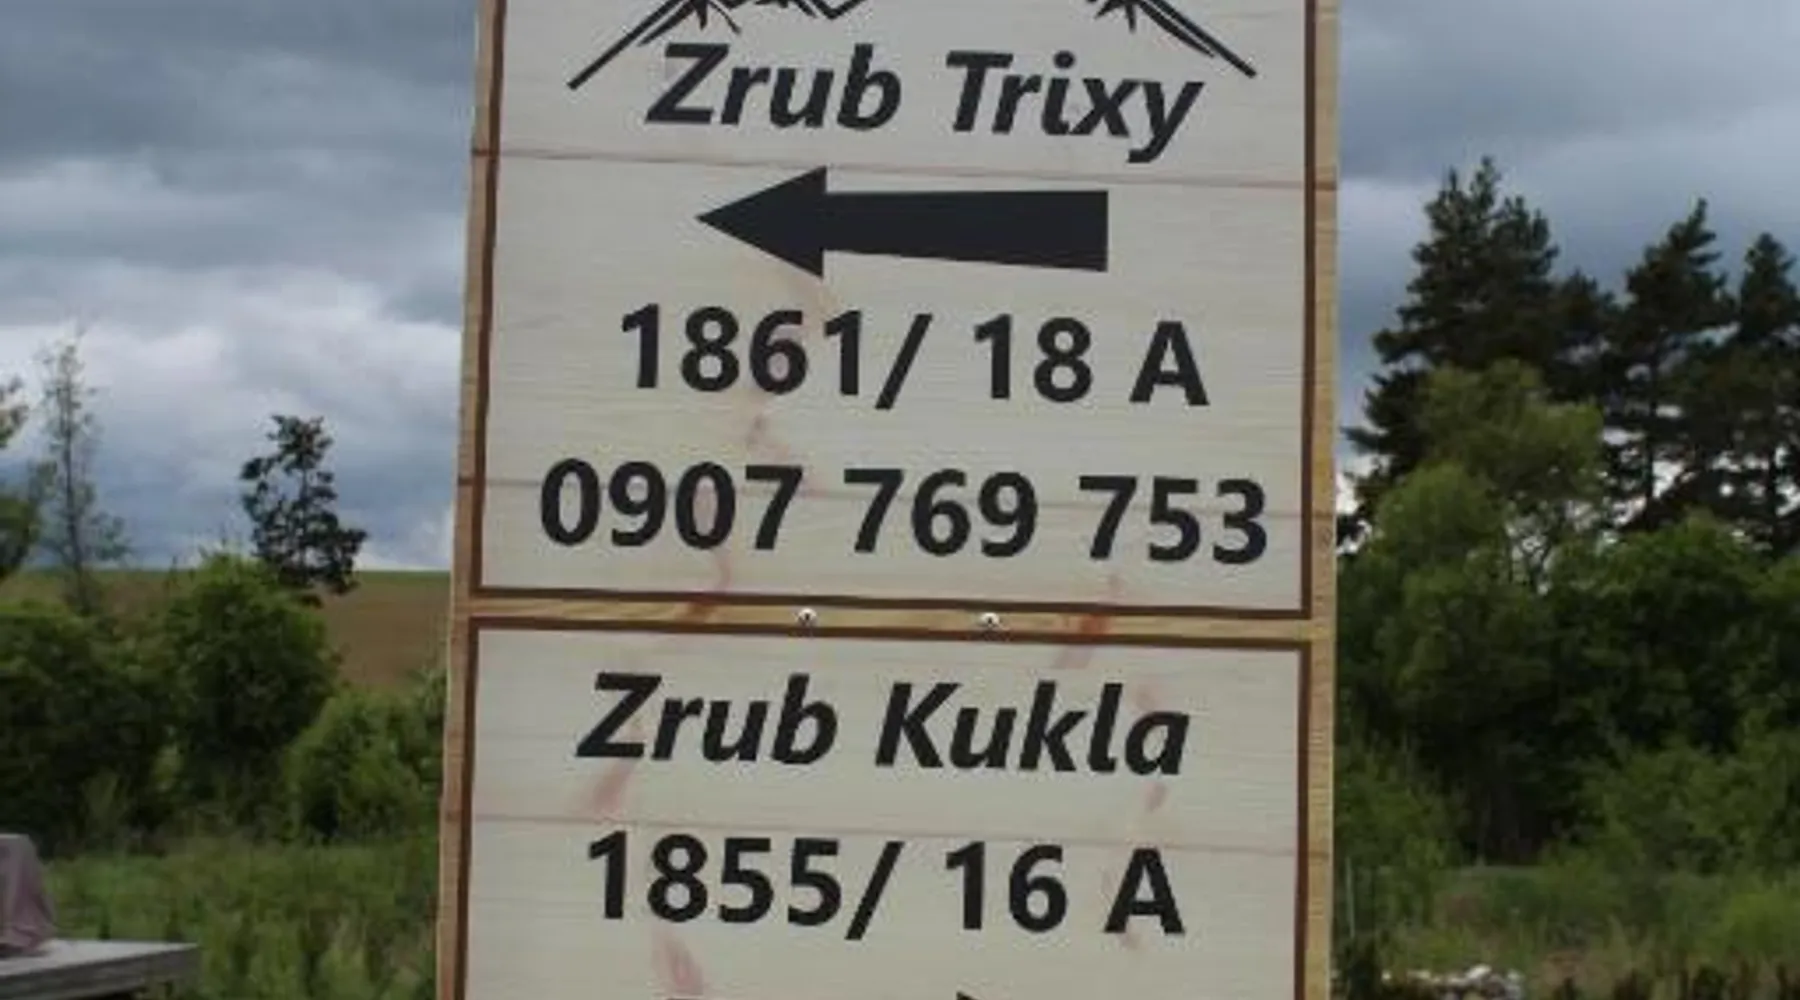 Zrub Trixy
1861/ 18 A
0907 769 753
Zrub Kukla
1855/ 16 A